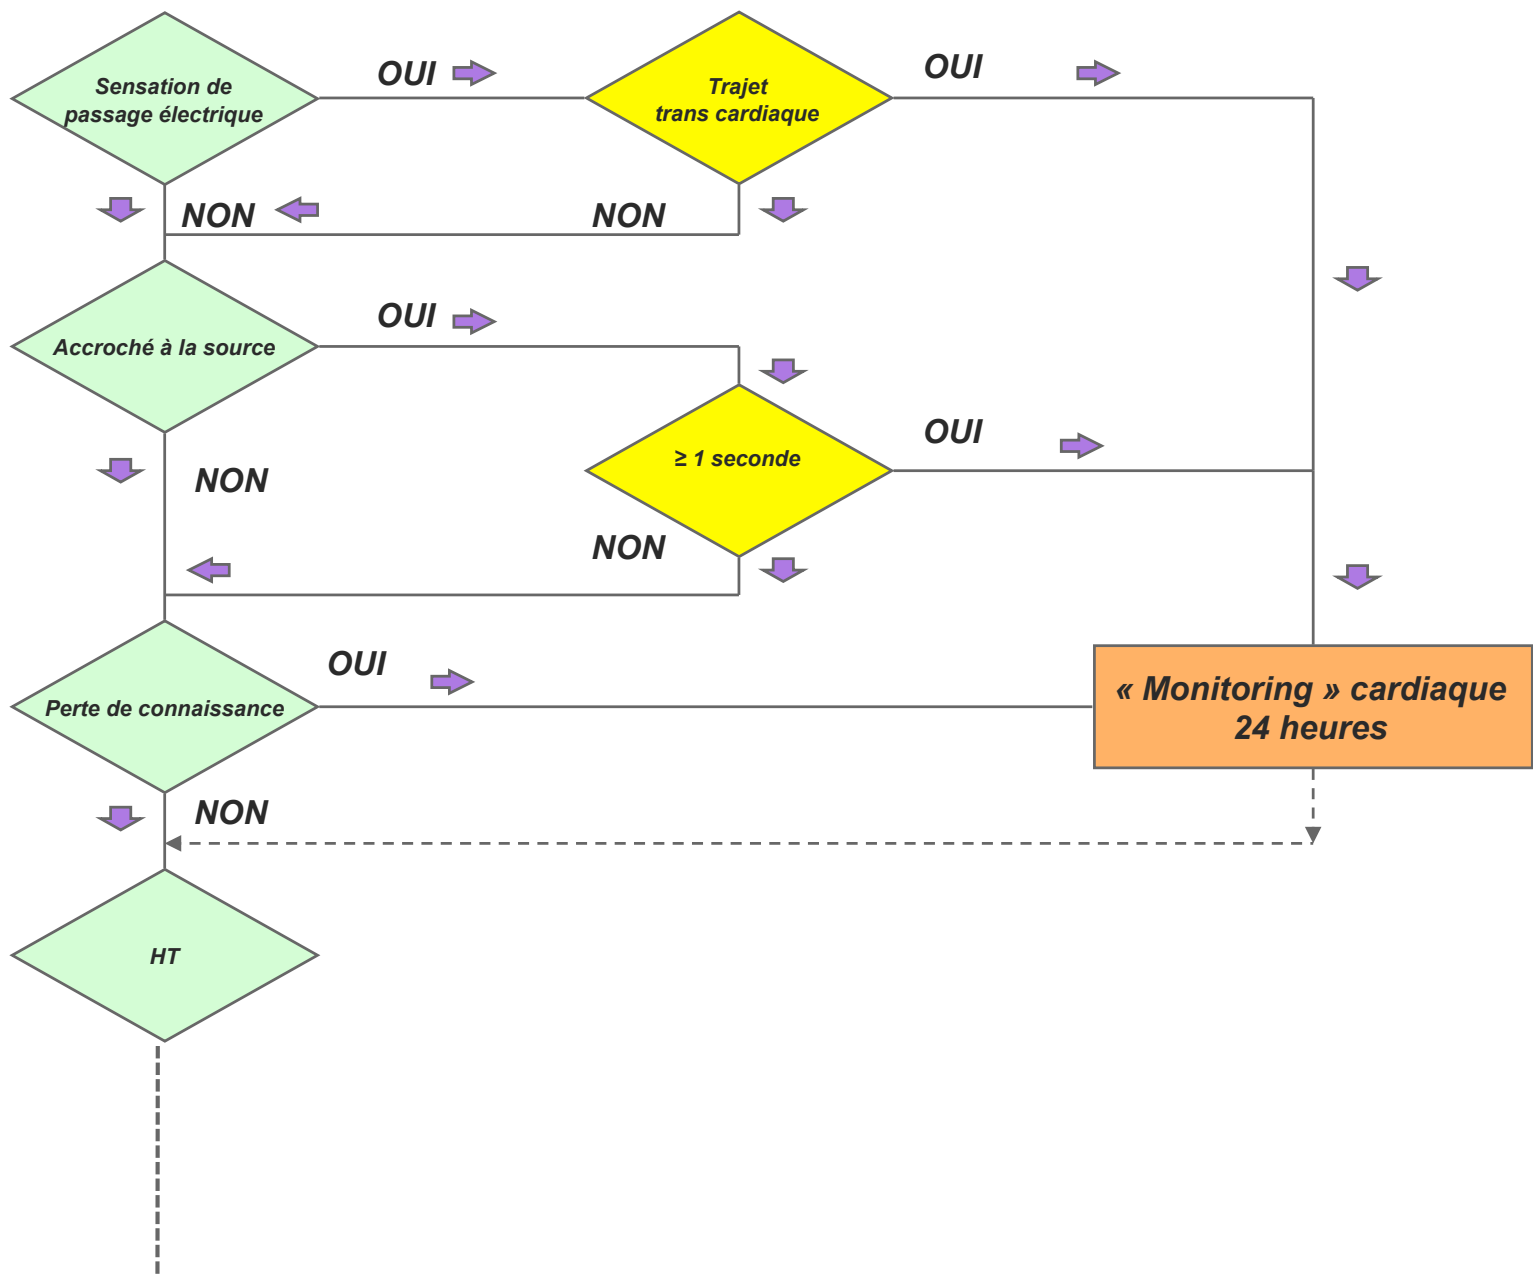 Sensation de
passage électrique
OUI
Trajet
trans cardiaque
OUI
NON
NON
Accroché à la source
OUI
≥ 1 seconde
OUI
NON
NON
Perte de connaissance
OUI
« Monitoring » cardiaque
24 heures
NON
HT